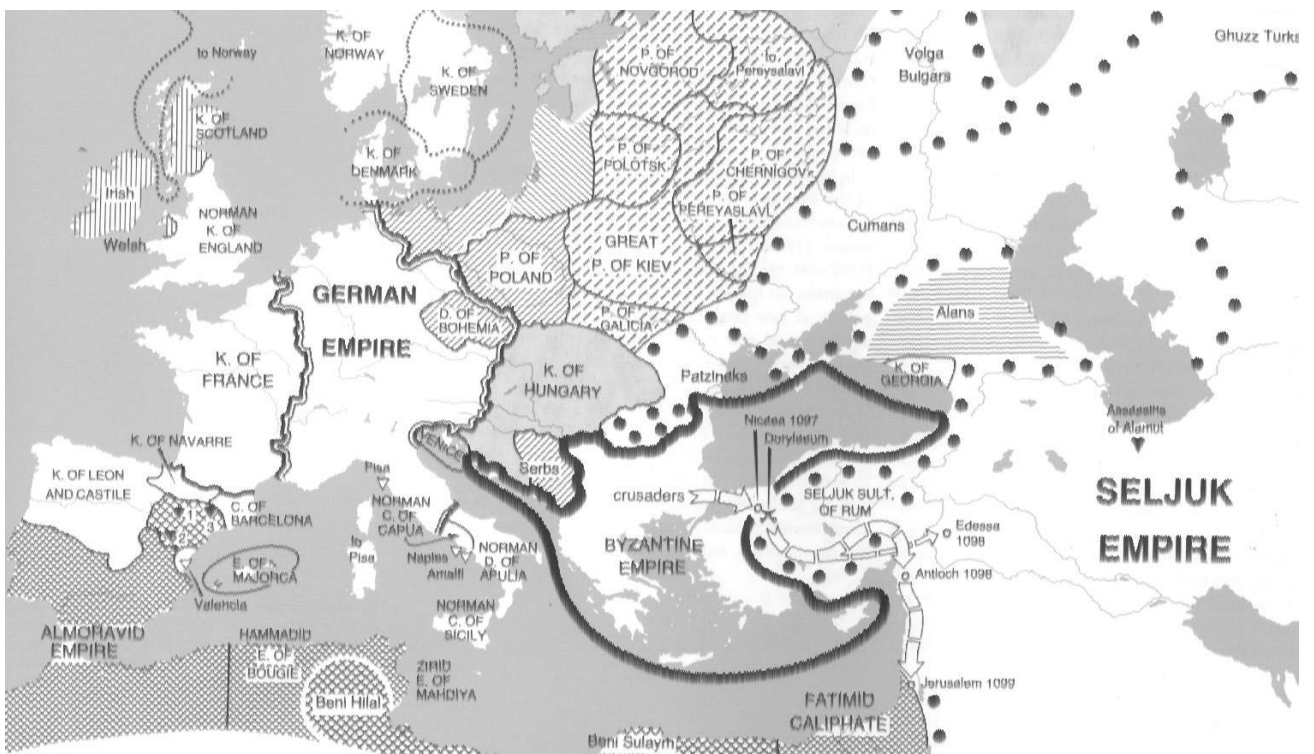 to Norway
K. OF
NORWAY
K. OF
SWEDEN
P. OF
NOVGOROD
to
Pereyslavl
Volga
Bulgars
Ghuzz Turks
K. OF
SCOTLAND
K. OF
DENMARK
P. OF
POLOTSK
P. OF
CHERNIGOV
P. OF
PEREYASLAVL
Irish
Welsh
NORMAN
K. OF
ENGLAND
Cumans
GREAT
P. OF KIEV
P. OF
POLAND
GERMAN
EMPIRE
D. OF
BOHEMIA
P. OF
GALICIA
Alans
K. OF
FRANCE
K. OF
HUNGARY
Patzinaks
K. OF
GEORGIA
Nicaea 1097
Dorylaeum
Assassins
of Alamut
K. OF NAVARRE
VENICE
Serbs
K. OF LEON
AND CASTILE
1
2
3
C. OF
BARCELONA
Pisa
NORMAN
C. OF
CAPUA
crusaders
SELJUK SULT.
OF RUM
SELJUK
EMPIRE
Edessa
1098
to
Pisa
Naples
Amalfi
NORMAN
D. OF
APULIA
BYZANTINE
EMPIRE
Antioch 1098
E. OF
MAJORCA
Valencia
NORMAN
C. OF
SICILY
ALMORAVID
EMPIRE
HAMMADID
E. OF
BOUGIE
ZIRID
E. OF
MAHDIYA
Beni Hilal
Beni Sulaym
FATIMID
CALIPHATE
Jerusalem 1099